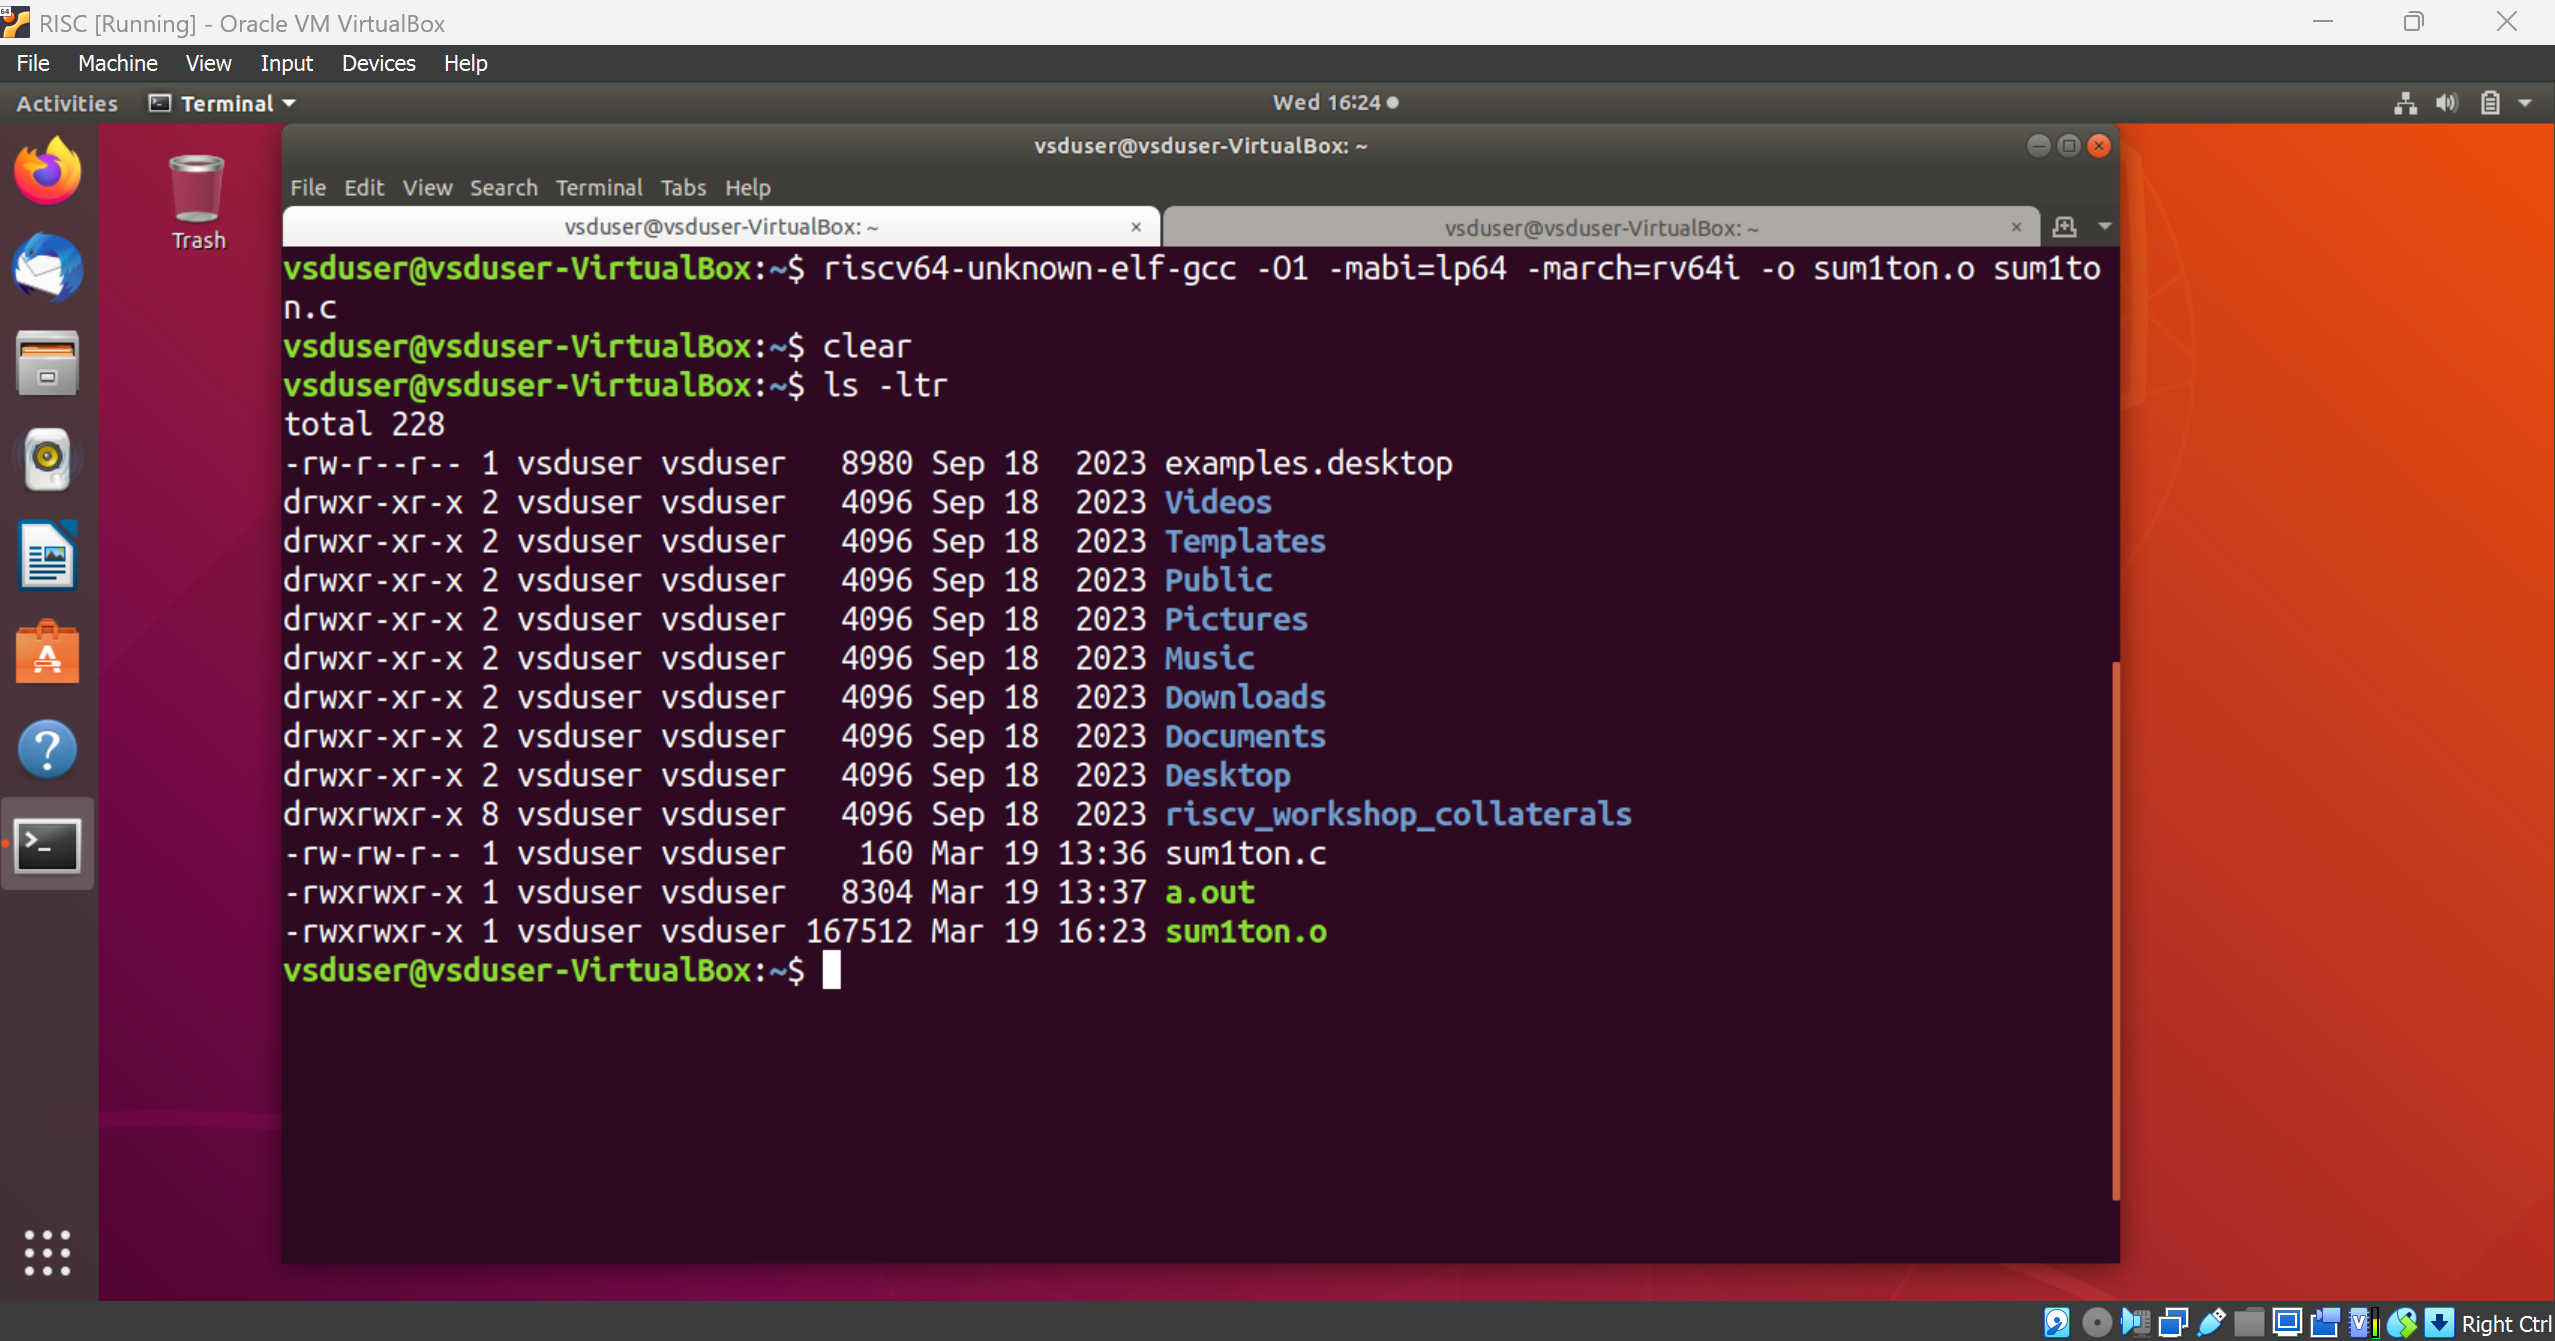 RISC [Running] - Oracle VM VirtualBox
File Machine View Input Devices Help
Activities Terminal Wed 16:24
vsduser@vsduser-VirtualBox: ~
File Edit View Search Terminal Tabs Help
vsduser@vsduser-VirtualBox: ~ × vsduser@vsduser-VirtualBox: ~ ×
Trash
vsduser@vsduser-VirtualBox:~$ riscv64-unknown-elf-gcc -O1 -mabi=lp64 -march=rv64i -o sum1ton.o sum1to
n.c
vsduser@vsduser-VirtualBox:~$ clear
vsduser@vsduser-VirtualBox:~$ ls -ltr
total 228
-rw-r--r-- 1 vsduser vsduser   8980 Sep 18  2023 examples.desktop
drwxr-xr-x 2 vsduser vsduser   4096 Sep 18  2023 Videos
drwxr-xr-x 2 vsduser vsduser   4096 Sep 18  2023 Templates
drwxr-xr-x 2 vsduser vsduser   4096 Sep 18  2023 Public
drwxr-xr-x 2 vsduser vsduser   4096 Sep 18  2023 Pictures
drwxr-xr-x 2 vsduser vsduser   4096 Sep 18  2023 Music
drwxr-xr-x 2 vsduser vsduser   4096 Sep 18  2023 Downloads
drwxr-xr-x 2 vsduser vsduser   4096 Sep 18  2023 Documents
drwxr-xr-x 2 vsduser vsduser   4096 Sep 18  2023 Desktop
drwxrwxr-x 8 vsduser vsduser   4096 Sep 18  2023 riscv_workshop_collaterals
-rw-rw-r-- 1 vsduser vsduser    160 Mar 19 13:36 sum1ton.c
-rwxrwxr-x 1 vsduser vsduser   8304 Mar 19 13:37 a.out
-rwxrwxr-x 1 vsduser vsduser 167512 Mar 19 16:23 sum1ton.o
vsduser@vsduser-VirtualBox:~$
Right Ctrl